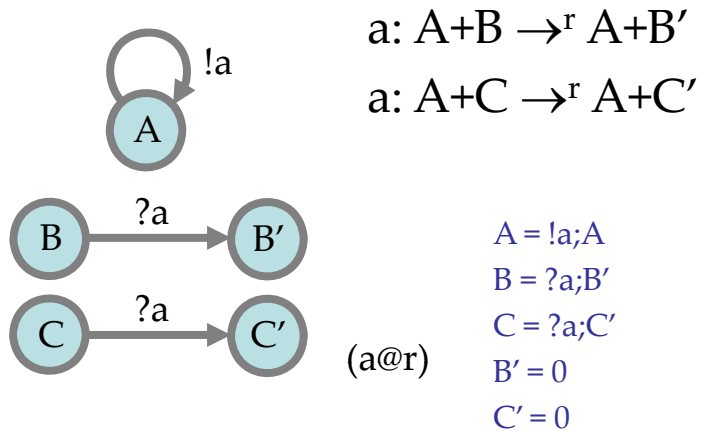 a: A+B →ʳ A+B′
a: A+C →ʳ A+C′
!a
A
?a
B
B′
?a
C
C′
(a@r)
A = !a;A
B = ?a;B′
C = ?a;C′
B′ = 0
C′ = 0